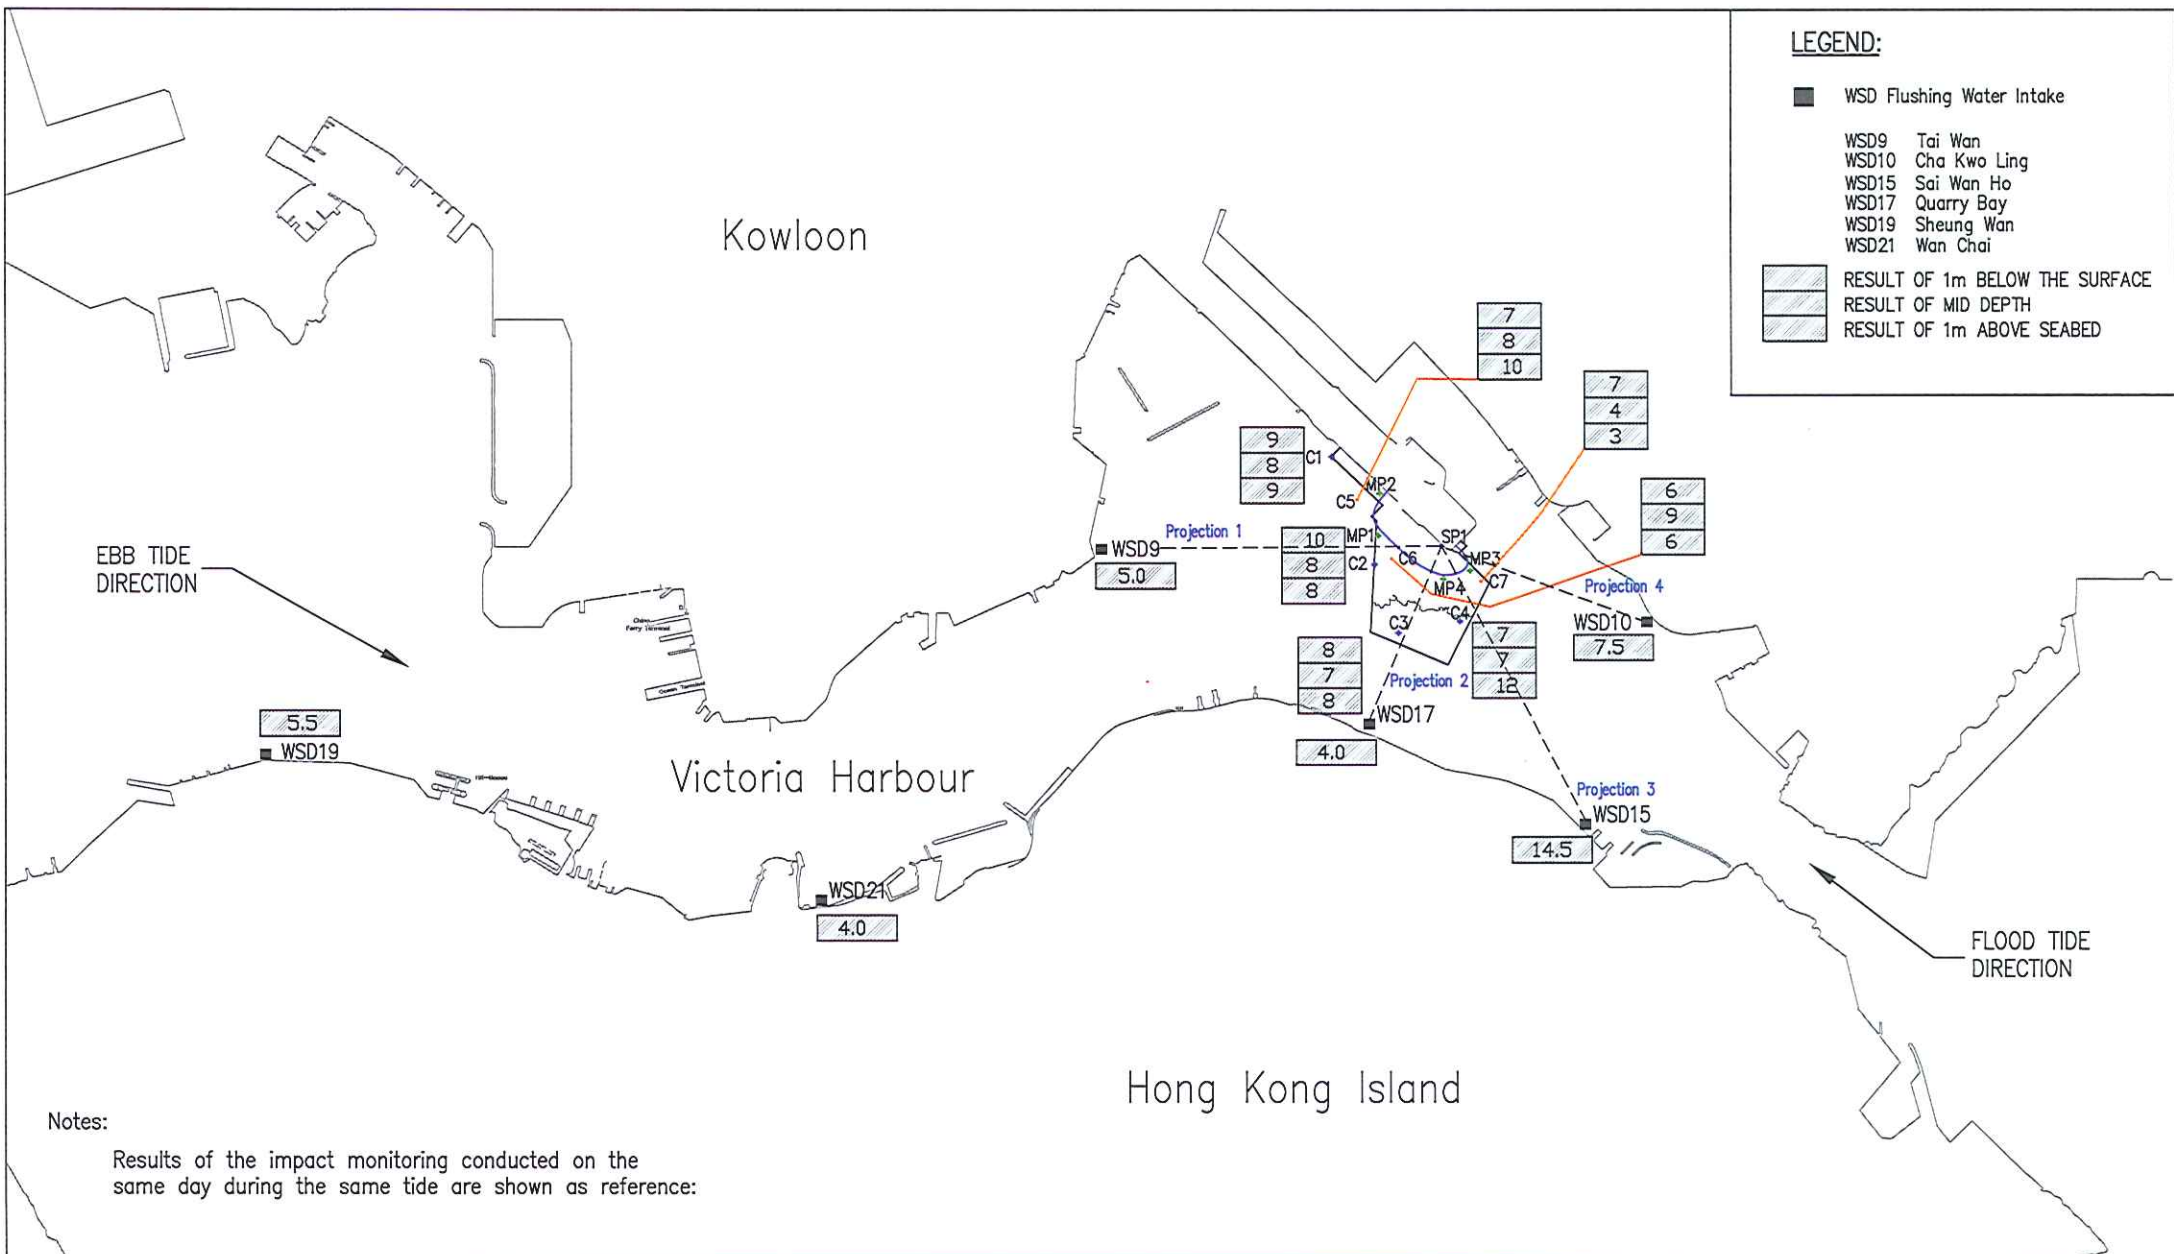 LEGEND:
WSD Flushing Water Intake
WSD9 Tai Wan
WSD10 Cha Kwo Ling
WSD15 Sai Wan Ho
WSD17 Quarry Bay
WSD19 Sheung Wan
WSD21 Wan Chai
RESULT OF 1m BELOW THE SURFACE
RESULT OF MID DEPTH
RESULT OF 1m ABOVE SEABED
Kowloon
7
8
10
7
4
3
9
8
9
C1
MP2
C5
6
9
6
Projection 1
MP1
SP1
10
8
8
WSD9
5.0
C2
C6
MP3
C7
MP4
Projection 4
EBB TIDE
DIRECTION
China
Ferry Terminal
Ocean Terminal
C3
C4
WSD10
7.5
7
7
12
8
7
8
Projection 2
WSD17
4.0
5.5
WSD19
Victoria Harbour
Projection 3
WSD15
14.5
WSD21
4.0
FLOOD TIDE
DIRECTION
Hong Kong Island
Notes:
Results of the impact monitoring conducted on the
same day during the same tide are shown as reference: